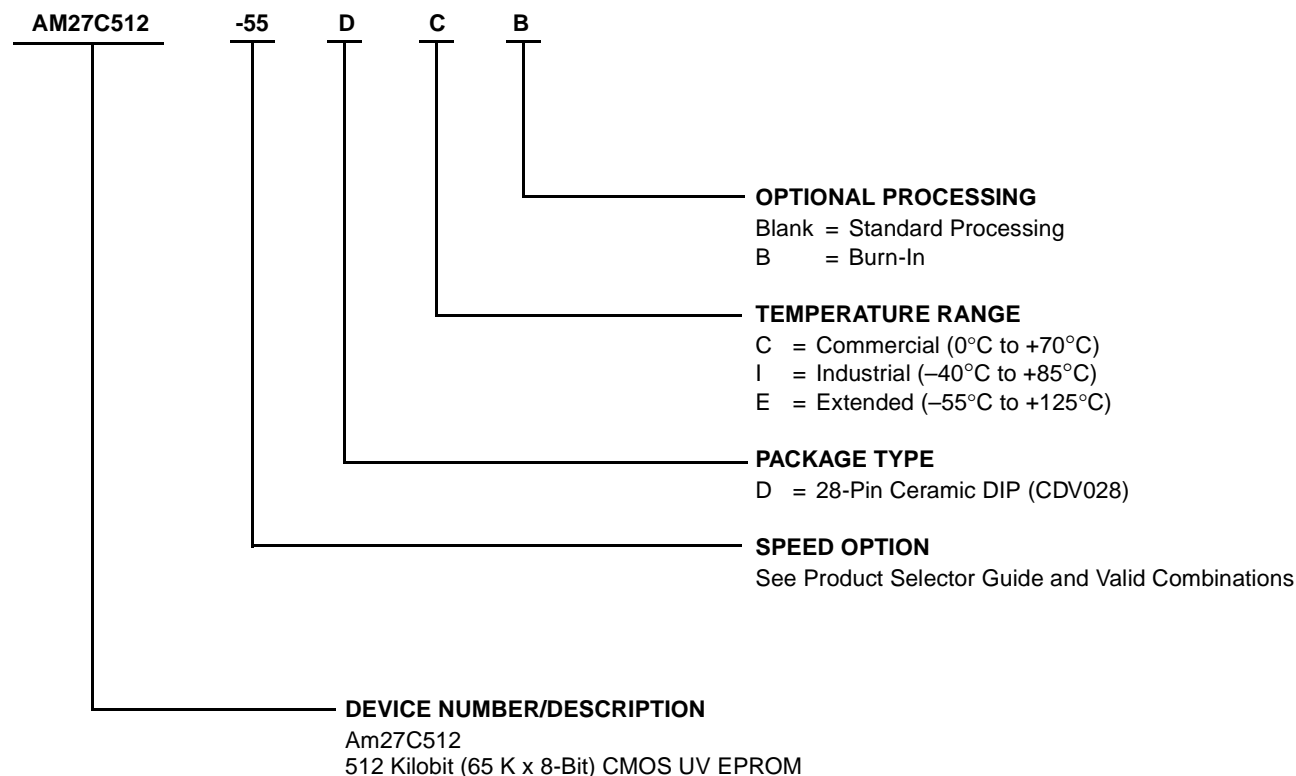 AM27C512 -55 D C B
OPTIONAL PROCESSING
Blank = Standard Processing
B = Burn-In
TEMPERATURE RANGE
C = Commercial (0°C to +70°C)
I = Industrial (–40°C to +85°C)
E = Extended (–55°C to +125°C)
PACKAGE TYPE
D = 28-Pin Ceramic DIP (CDV028)
SPEED OPTION
See Product Selector Guide and Valid Combinations
DEVICE NUMBER/DESCRIPTION
Am27C512
512 Kilobit (65 K x 8-Bit) CMOS UV EPROM